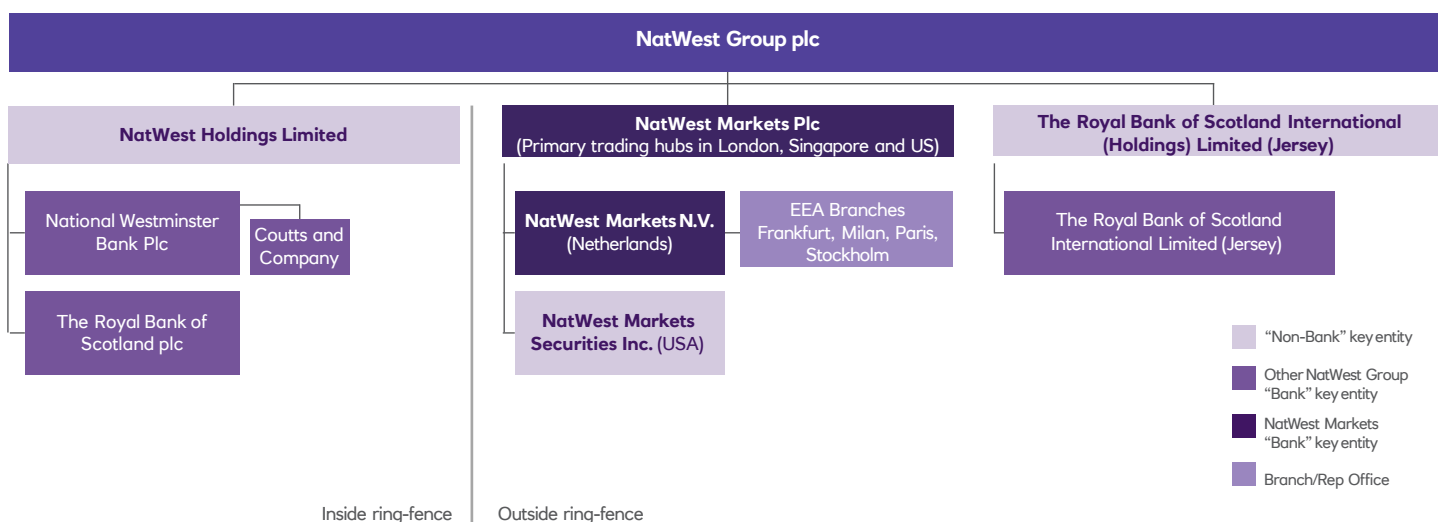 NatWest Group plc
NatWest Holdings Limited
NatWest Markets Plc
(Primary trading hubs in London, Singapore and US)
The Royal Bank of Scotland International
(Holdings) Limited (Jersey)
National Westminster
Bank Plc
Coutts and
Company
NatWest Markets N.V.
(Netherlands)
EEA Branches
Frankfurt, Milan, Paris,
Stockholm
The Royal Bank of Scotland
International Limited (Jersey)
The Royal Bank of
Scotland plc
NatWest Markets
Securities Inc. (USA)
“Non-Bank” key entity
Other NatWest Group
“Bank” key entity
NatWest Markets
“Bank” key entity
Branch/Rep Office
Inside ring-fence
Outside ring-fence